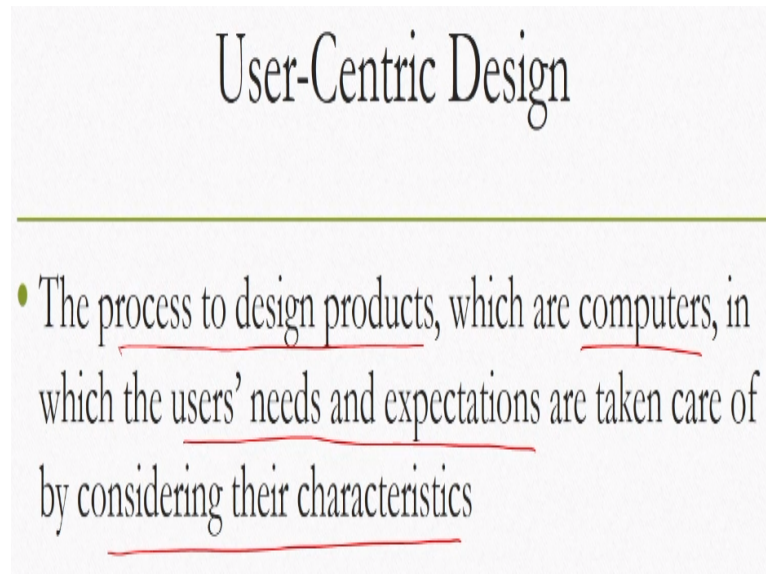 User-Centric Design
• The process to design products, which are computers, in
which the users’ needs and expectations are taken care of
by considering their characteristics